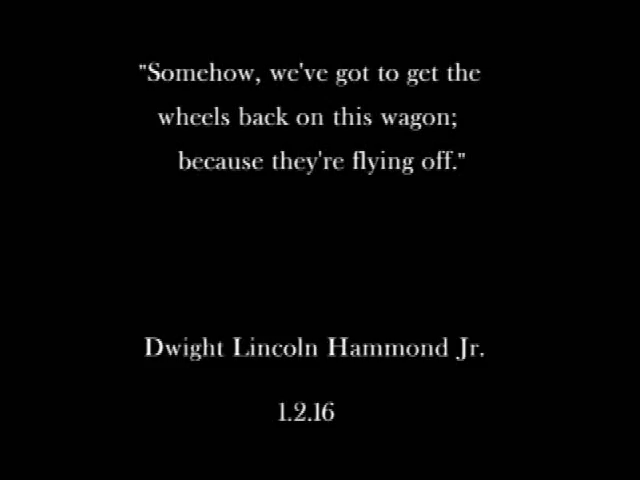 "Somehow, we've got to get the
wheels back on this wagon;
because they're flying off."
Dwight Lincoln Hammond Jr.
1.2.16